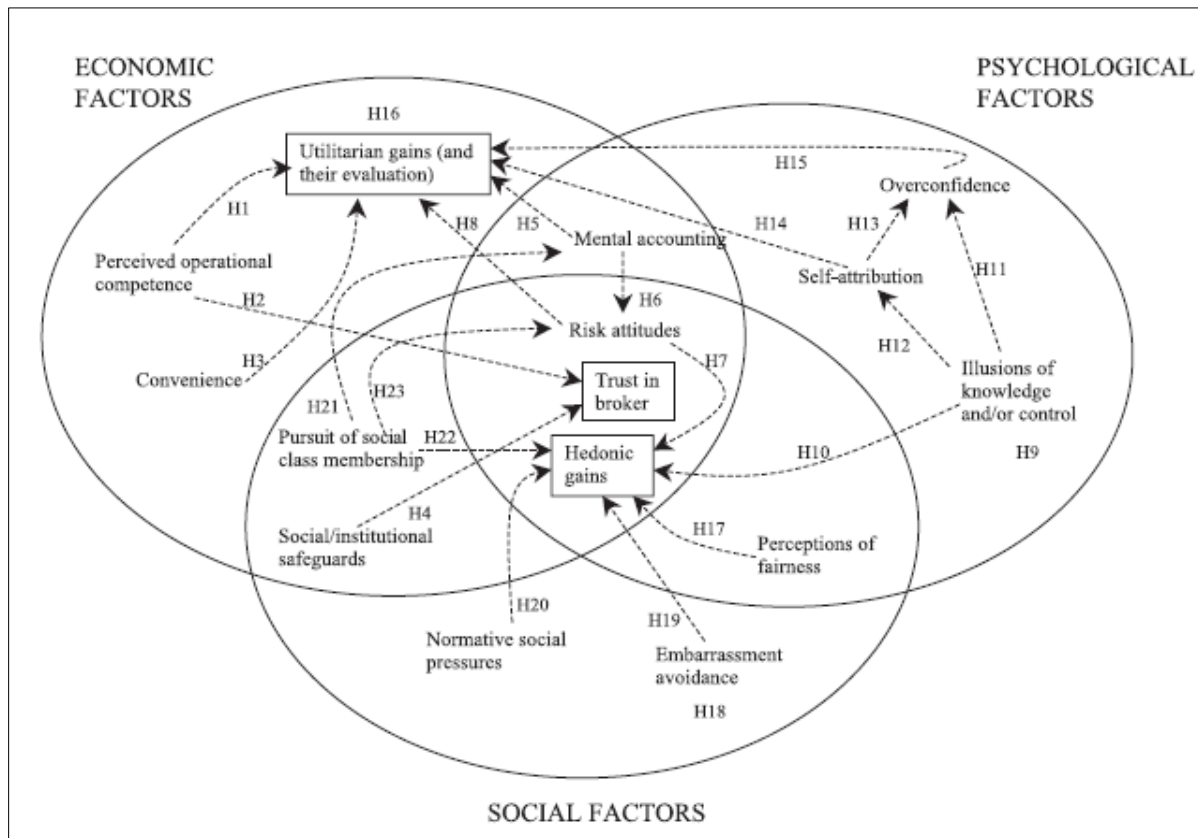 ECONOMIC
FACTORS
PSYCHOLOGICAL
FACTORS
H16
Utilitarian gains (and
their evaluation)
H15
Overconfidence
H1
H8
H5
H14
H13
Mental accounting
Perceived operational
competence
Self-attribution
H11
H2
H6
Risk attitudes
H12
H7
H3
Convenience
Trust in
broker
Illusions of
knowledge
and/or control
H23
H21
Pursuit of social
class membership
H22
Hedonic
gains
H10
H9
H4
Social/institutional
safeguards
H17
Perceptions of
fairness
H20
Normative social
pressures
H19
Embarrassment
avoidance
H18
SOCIAL FACTORS